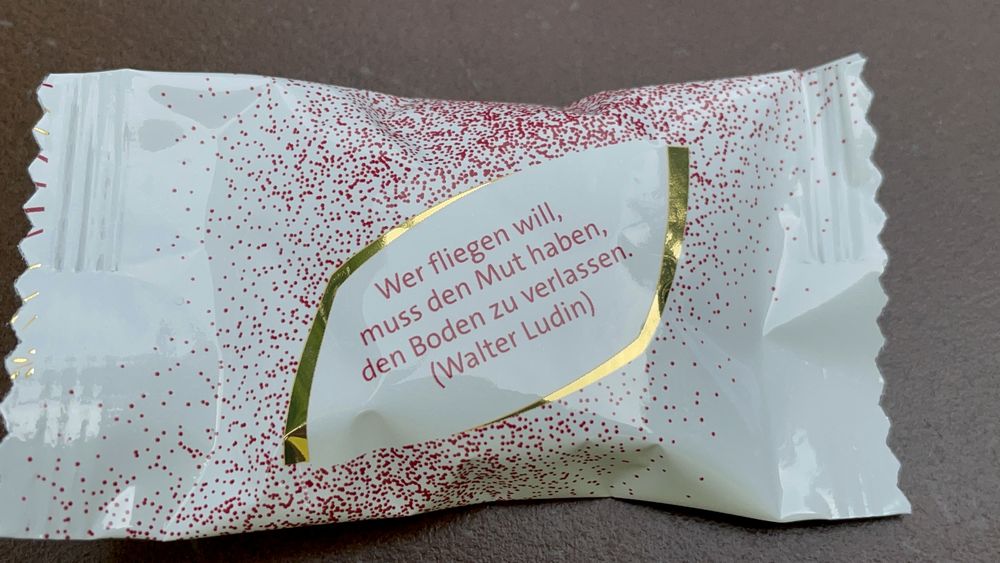 Wer fliegen will,
muss den Mut haben,
den Boden zu verlassen.
(Walter Ludin)